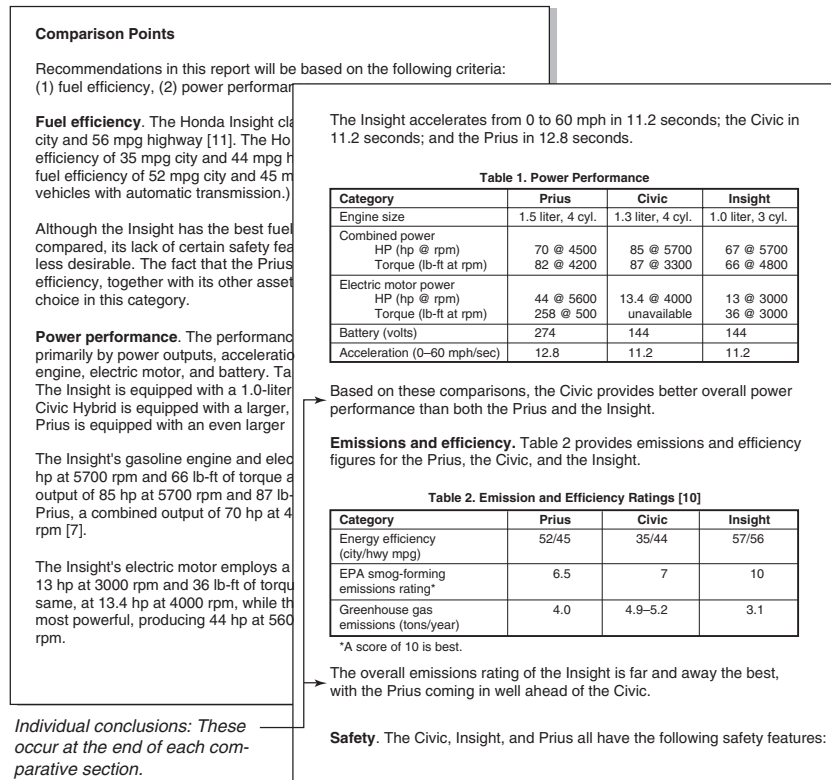 Comparison Points
Recommendations in this report will be based on the following criteria:
(1) fuel efficiency, (2) power
Fuel efficiency. The Honda Insight
city and 56 mpg highway [11]. The
efficiency of 35 mpg city and 44 mpg
fuel efficiency of 52 mpg city and 45
vehicles with automatic transmission.)
Although the Insight has the best fuel
compared, its lack of certain safety
less desirable. The fact that the Prius
efficiency, together with its other
choice in this category.
Power performance. The
primarily by power outputs,
engine, electric motor, and battery.
The Insight is equipped with a 1.0-liter
Civic Hybrid is equipped with a larger,
Prius is equipped with an even larger
The Insight's gasoline engine and
hp at 5700 rpm and 66 lb-ft of torque
output of 85 hp at 5700 rpm and 87
Prius, a combined output of 70 hp at
rpm [7].
The Insight's electric motor employs a
13 hp at 3000 rpm and 36 lb-ft of
same, at 13.4 hp at 4000 rpm, while
most powerful, producing 44 hp at
rpm.
The Insight accelerates from 0 to 60 mph in 11.2 seconds; the Civic in
11.2 seconds; and the Prius in 12.8 seconds.
Table 1. Power Performance
Category Prius Civic Insight
Engine size 1.5 liter, 4 cyl. 1.3 liter, 4 cyl. 1.0 liter, 3 cyl.
Combined power
HP (hp @ rpm) 70 @ 4500 85 @ 5700 67 @ 5700
Torque (lb-ft at rpm) 82 @ 4200 87 @ 3300 66 @ 4800
Electric motor power
HP (hp @ rpm) 44 @ 5600 13.4 @ 4000 13 @ 3000
Torque (lb-ft at rpm) 258 @ 500 unavailable 36 @ 3000
Battery (volts) 274 144 144
Acceleration (0–60 mph/sec) 12.8 11.2 11.2
Based on these comparisons, the Civic provides better overall power
performance than both the Prius and the Insight.
Emissions and efficiency. Table 2 provides emissions and efficiency
figures for the Prius, the Civic, and the Insight.
Table 2. Emission and Efficiency Ratings [10]
Category Prius Civic Insight
Energy efficiency 52/45 35/44 57/56
(city/hwy mpg)
EPA smog-forming 6.5 7 10
emissions rating*
Greenhouse gas 4.0 4.9–5.2 3.1
emissions (tons/year)
*A score of 10 is best.
The overall emissions rating of the Insight is far and away the best,
with the Prius coming in well ahead of the Civic.
Safety. The Civic, Insight, and Prius all have the following safety features:
Individual conclusions: These
occur at the end of each com-
parative section.